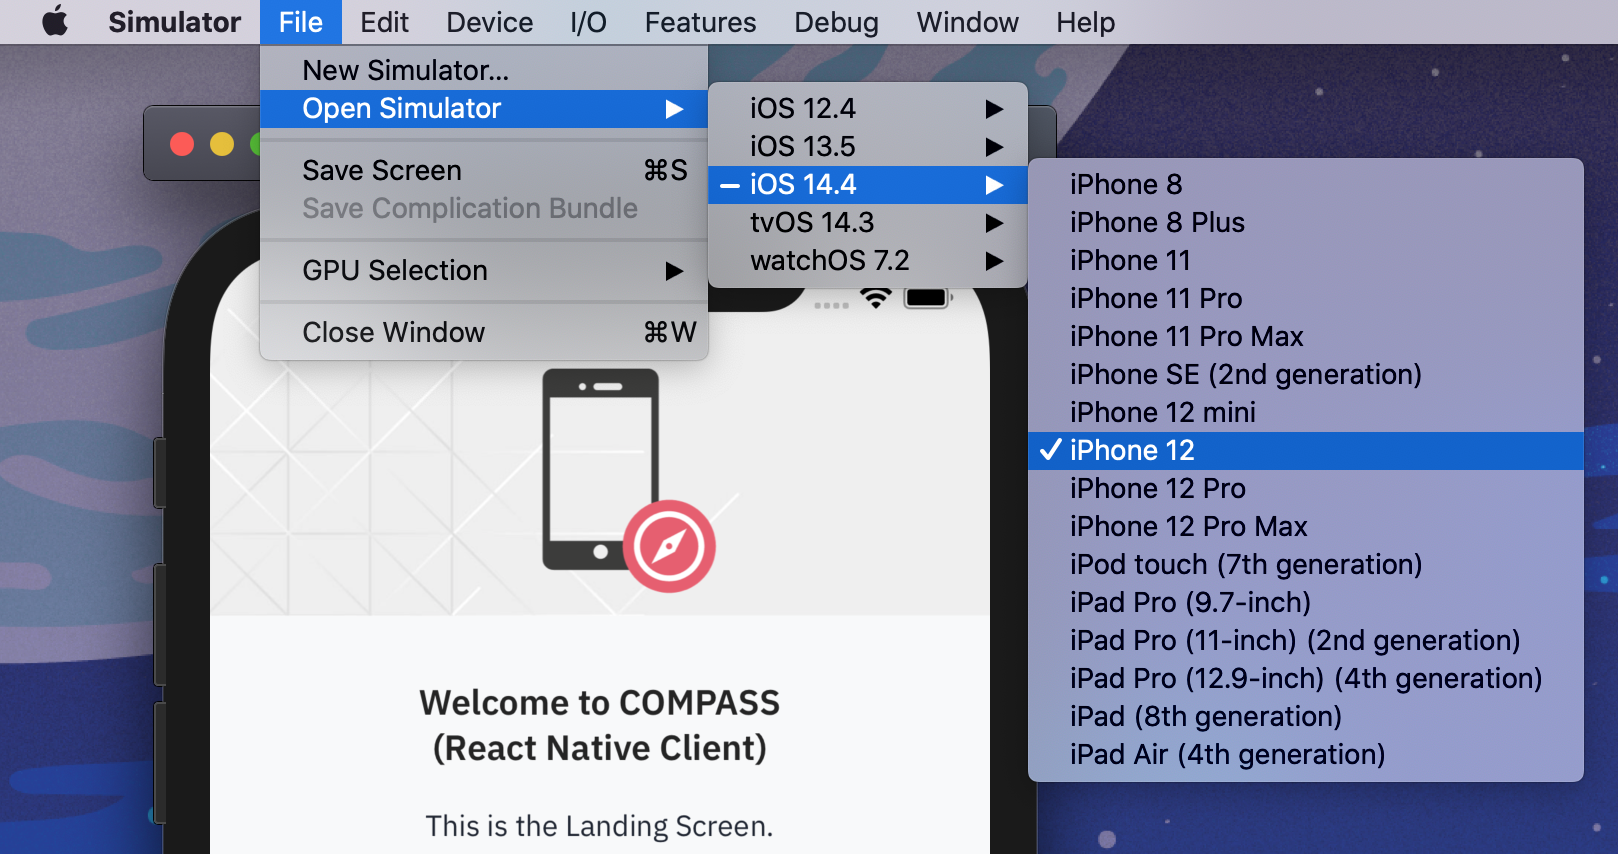 Simulator File Edit Device I/O Features Debug Window Help
New Simulator...
Open Simulator ▶
Save Screen ⌘S
Save Complication Bundle
GPU Selection ▶
Close Window ⌘W
iOS 12.4 ▶
iOS 13.5 ▶
– iOS 14.4 ▶
tvOS 14.3 ▶
watchOS 7.2 ▶
iPhone 8
iPhone 8 Plus
iPhone 11
iPhone 11 Pro
iPhone 11 Pro Max
iPhone SE (2nd generation)
iPhone 12 mini
✓ iPhone 12
iPhone 12 Pro
iPhone 12 Pro Max
iPod touch (7th generation)
iPad Pro (9.7-inch)
iPad Pro (11-inch) (2nd generation)
iPad Pro (12.9-inch) (4th generation)
iPad (8th generation)
iPad Air (4th generation)
Welcome to COMPASS
(React Native Client)
This is the Landing Screen.